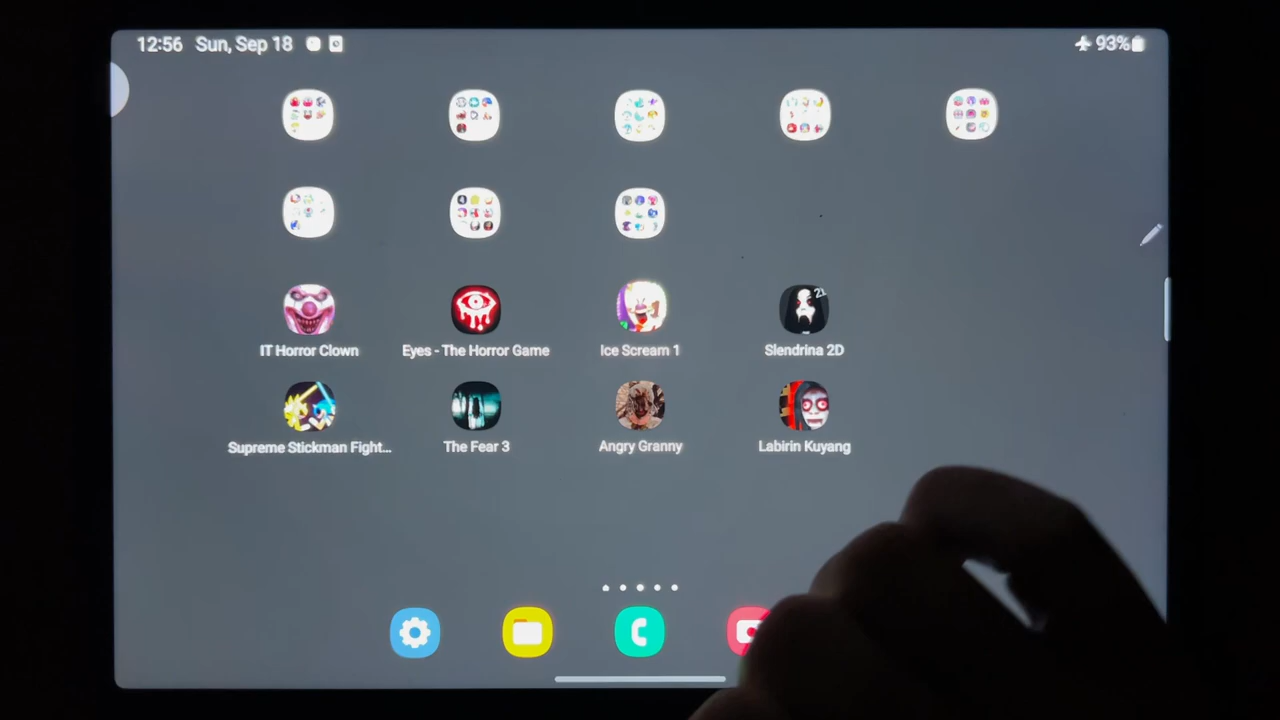 12:56 Sun, Sep 18
93%
IT Horror Clown
Eyes - The Horror Game
Ice Scream 1
Slendrina 2D
Supreme Stickman Fight...
The Fear 3
Angry Granny
Labirin Kuyang